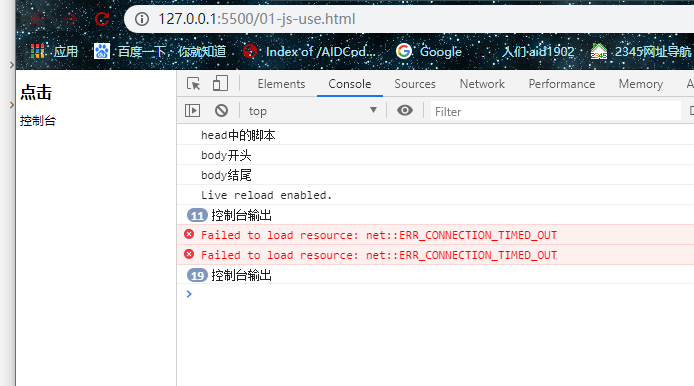 127.0.0.1:5500/01-js-use.html
应用 百度一下，你就知道 Index of /AIDCpd... Google 入们 aid1902 2345网址导航
点击
控制台
Elements Console Sources Network Performance Memory
top Filter
head中的脚本
body开头
body结尾
Live reload enabled.
11 控制台输出
Failed to load resource: net::ERR_CONNECTION_TIMED_OUT
Failed to load resource: net::ERR_CONNECTION_TIMED_OUT
19 控制台输出